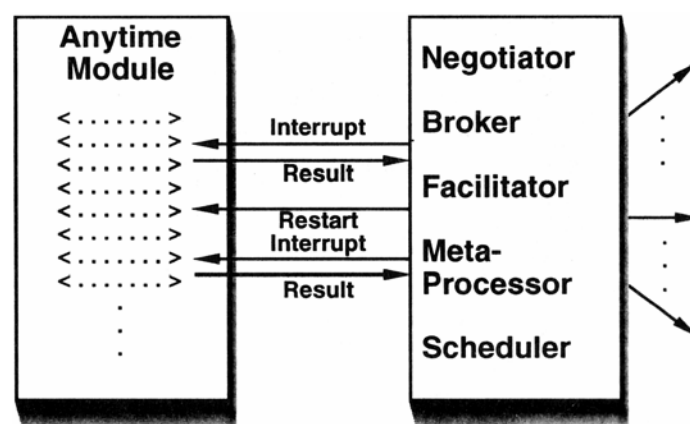 Anytime
Module
<.......>
<.......>
<.......>
<.......>
<.......>
<.......>
<.......>
<.......>
.
.
.
Interrupt
Result
Restart
Interrupt
Result
Negotiator
Broker
Facilitator
Meta-
Processor
Scheduler